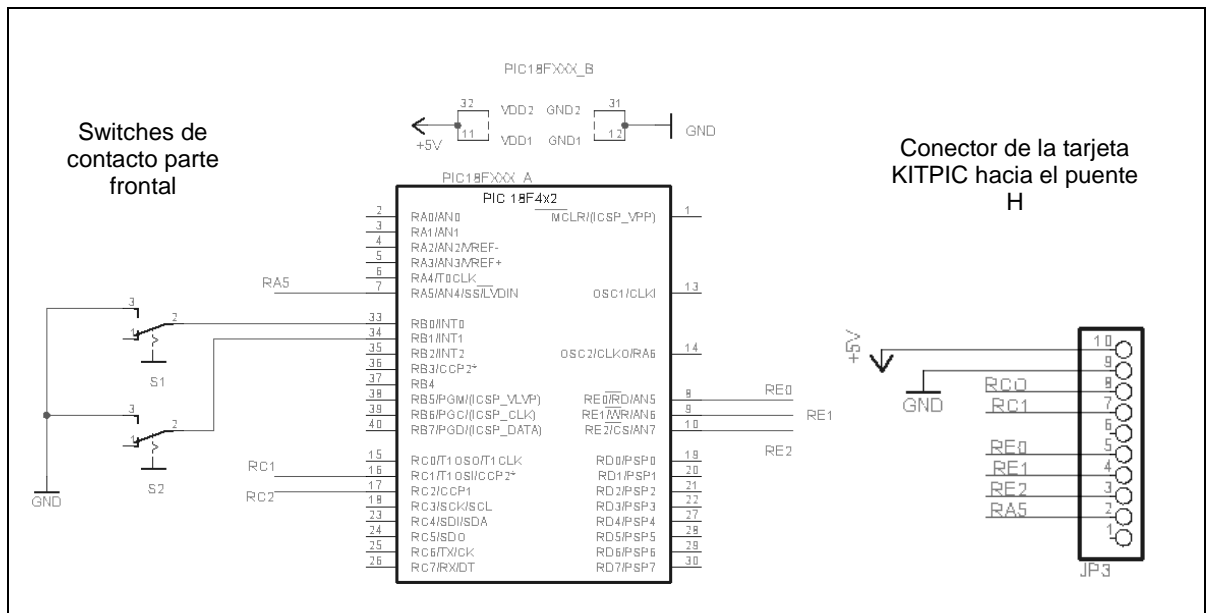 PIC18FXXX_B
32 VDD2 GND2 31
11 VDD1 GND1 12
+5V
GND
Switches de
contacto parte
frontal
Conector de la tarjeta
KITPIC hacia el puente
H
PIC18FXXX_A
PIC 18F4x2
2 RA0/AN0
3 RA1/AN1
4 RA2/AN2/VREF-
5 RA3/AN3/VREF+
6 RA4/T0CLK
RA5 7 RA5/AN4/SS/LVDIN
33 RB0/INT0
34 RB1/INT1
35 RB2/INT2
36 RB3/CCP2*
37 RB4
38 RB5/PGM/(ICSP_VLVP)
39 RB6/PGC/(ICSP_CLK)
40 RB7/PGD/(ICSP_DATA)
15 RC0/T1OSO/T1CLK
RC1 16 RC1/T1OSI/CCP2*
RC2 17 RC2/CCP1
18 RC3/SCK/SCL
23 RC4/SDI/SDA
24 RC5/SDO
25 RC6/TX/CK
26 RC7/RX/DT
MCLR/(ICSP_VPP) 1
OSC1/CLKI 13
OSC2/CLKO/RA6 14
RE0/RD/AN5 8 RE0
RE1/WR/AN6 9 RE1
RE2/CS/AN7 10 RE2
RD0/PSP0 19
RD1/PSP1 20
RD2/PSP2 21
RD3/PSP3 22
RD4/PSP4 27
RD5/PSP5 28
RD6/PSP6 29
RD7/PSP7 30
3
2
1
S1
3
2
1
S2
GND
+5V
GND
10
9
RC0 8
RC1 7
6
RE0 5
RE1 4
RE2 3
RA5 2
1
JP3